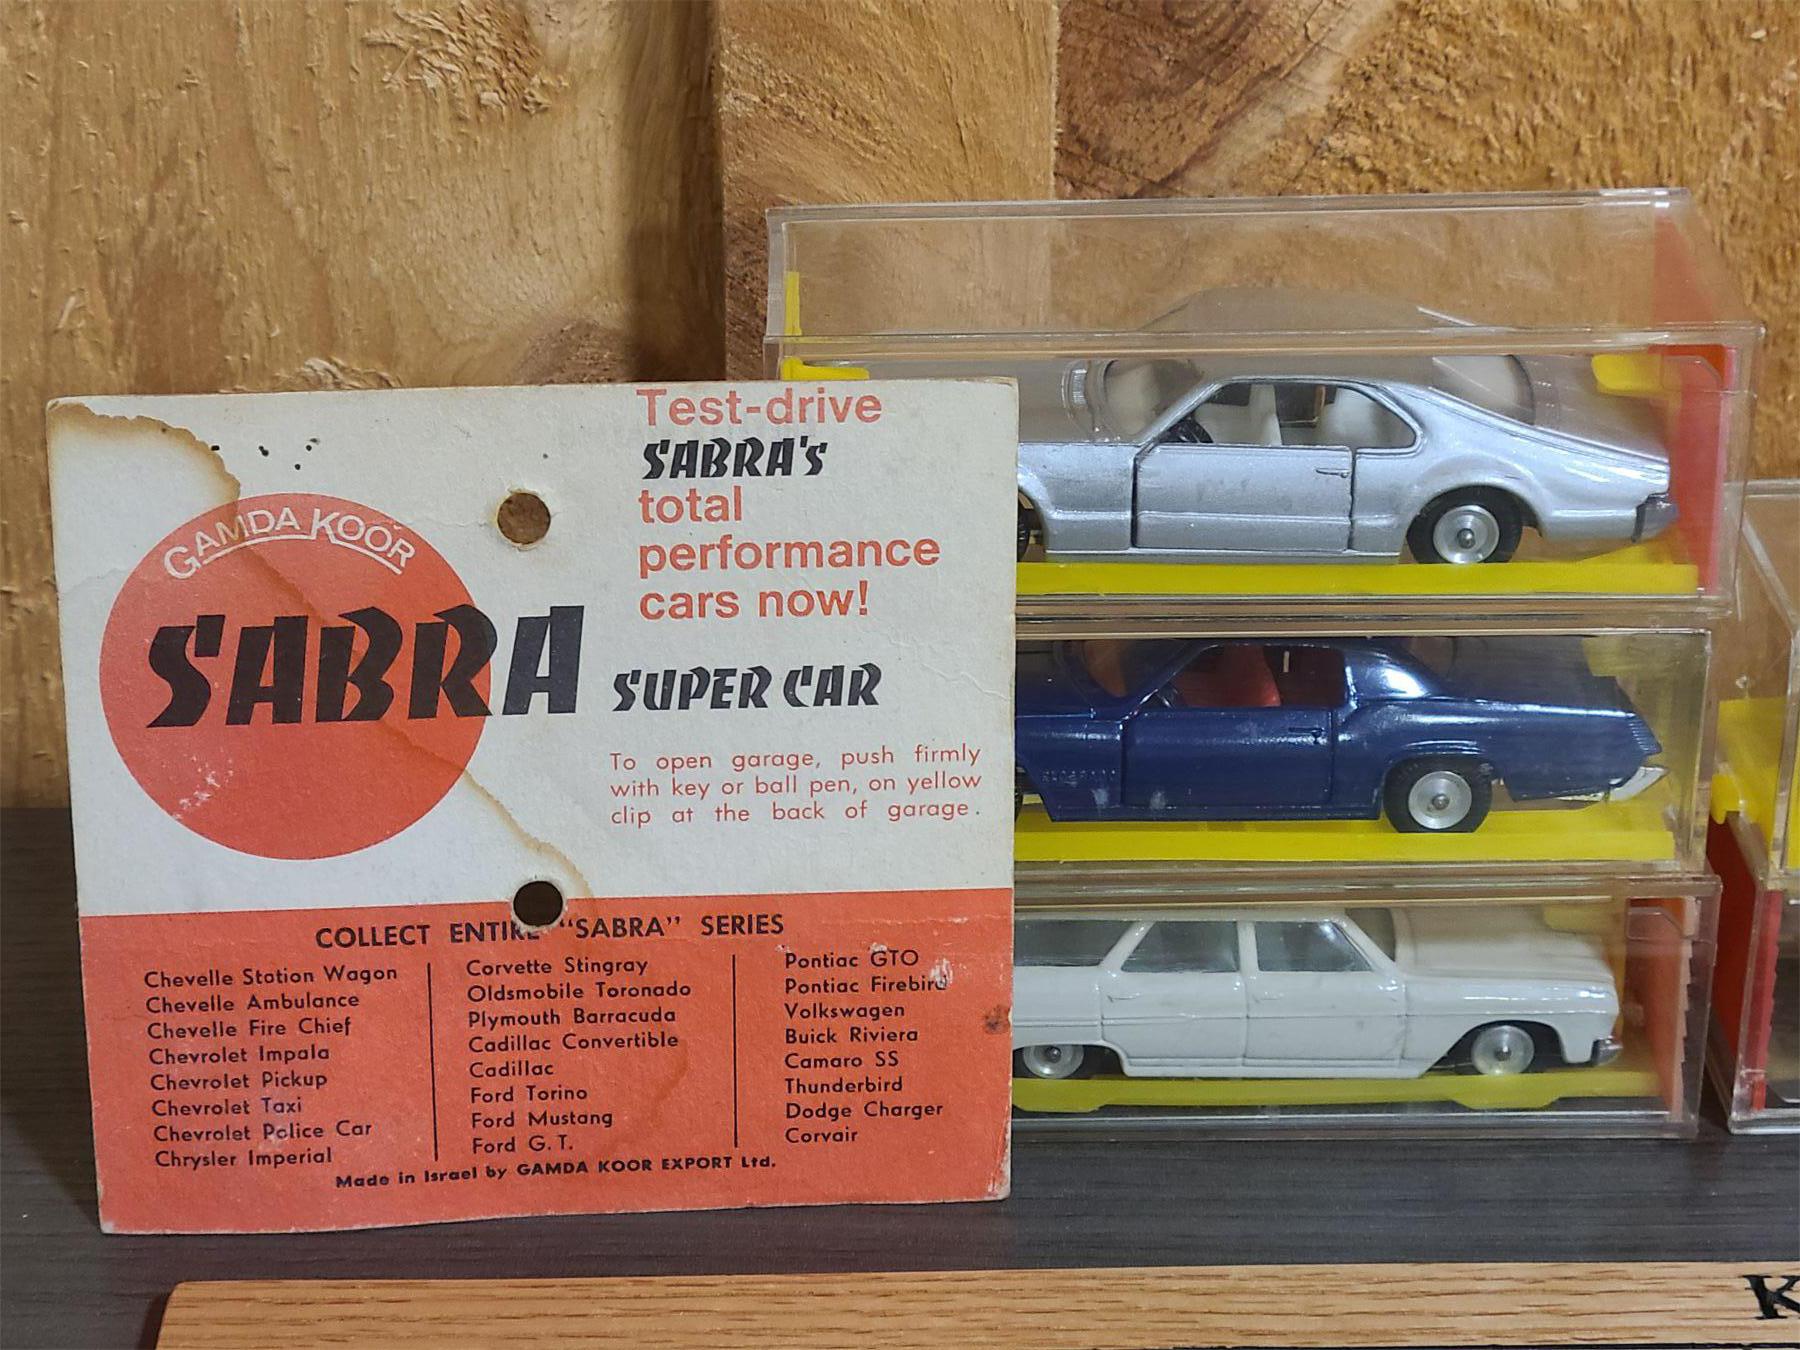 Test-drive
SABRA's
total
performance
cars now!
GAMDA KOOR
SABRA
SUPER CAR
To open garage, push firmly
with key or ball pen, on yellow
clip at the back of garage.
COLLECT ENTIRE "SABRA" SERIES
Chevelle Station Wagon
Chevelle Ambulance
Chevelle Fire Chief
Chevrolet Impala
Chevrolet Pickup
Chevrolet Taxi
Chevrolet Police Car
Chrysler Imperial
Corvette Stingray
Oldsmobile Toronado
Plymouth Barracuda
Cadillac Convertible
Cadillac
Ford Torino
Ford Mustang
Ford G.T.
Pontiac GTO
Pontiac Firebird
Volkswagen
Buick Riviera
Camaro SS
Thunderbird
Dodge Charger
Corvair
Made in Israel by GAMDA KOOR EXPORT Ltd.
K